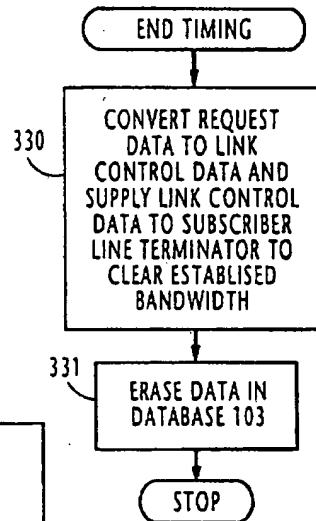 END TIMING
330
CONVERT REQUEST
DATA TO LINK
CONTROL DATA AND
SUPPLY LINK CONTROL
DATA TO SUBSCRIBER
LINE TERMINATOR TO
CLEAR ESTABLISED
BANDWIDTH
331
ERASE DATA IN
DATABASE 103
STOP